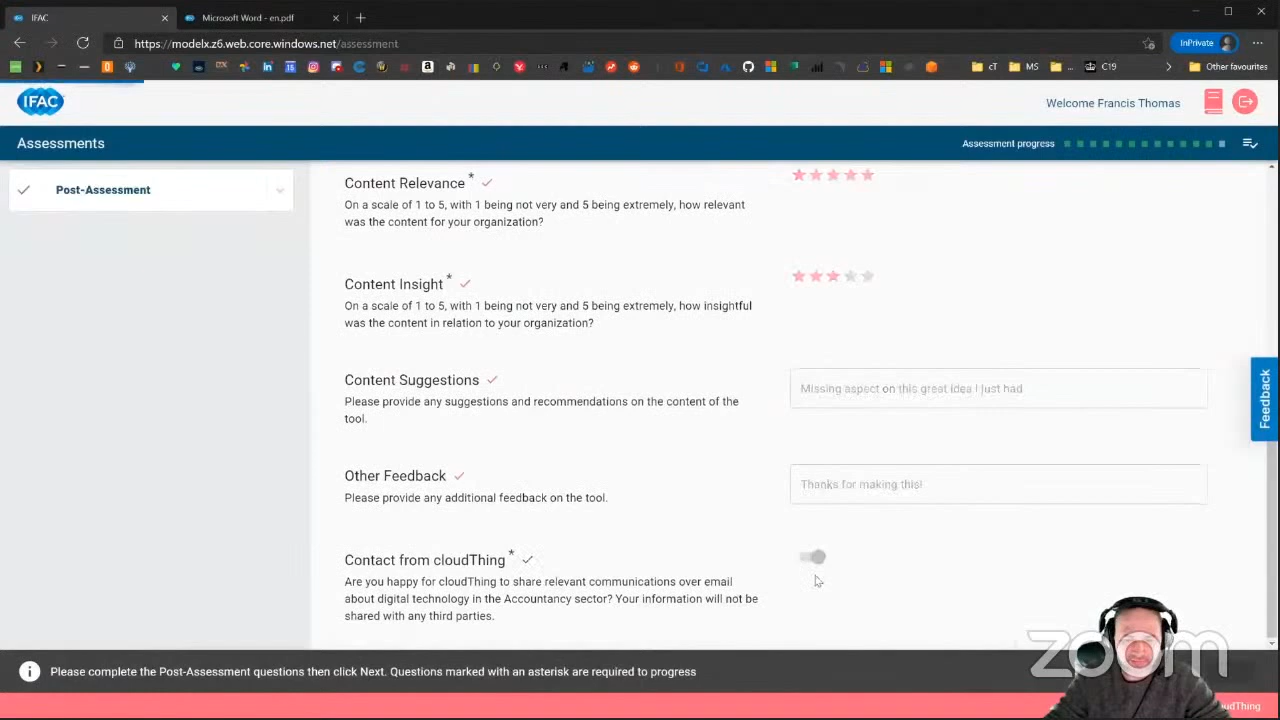 IFAC
Microsoft Word - en.pdf
https://modelx.z6.web.core.windows.net/assessment
InPrivate
cT
MS
C19
Other favourites
IFAC
Welcome Francis Thomas
Assessments
Assessment progress
Post-Assessment
Content Relevance *
On a scale of 1 to 5, with 1 being not very and 5 being extremely, how relevant
was the content for your organization?
Content Insight *
On a scale of 1 to 5, with 1 being not very and 5 being extremely, how insightful
was the content in relation to your organization?
Content Suggestions
Please provide any suggestions and recommendations on the content of the
tool.
Missing aspect on this great idea I just had
Feedback
Other Feedback
Please provide any additional feedback on the tool.
Thanks for making this!
Contact from cloudThing *
Are you happy for cloudThing to share relevant communications over email
about digital technology in the Accountancy sector? Your information will not be
shared with any third parties.
zoom
Please complete the Post-Assessment questions then click Next. Questions marked with an asterisk are required to progress
udThing